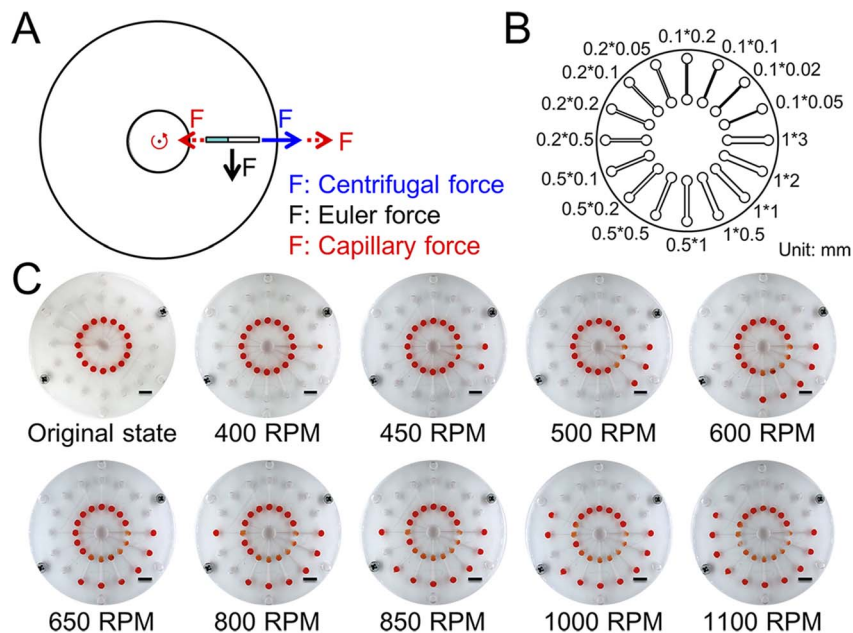 A
F
F
F
F
F: Centrifugal force
F: Euler force
F: Capillary force
B
0.1*0.2
0.1*0.1
0.1*0.02
0.1*0.05
1*3
1*2
1*1
1*0.5
0.5*1
0.5*0.5
0.5*0.2
0.5*0.1
0.2*0.5
0.2*0.2
0.2*0.1
0.2*0.05
Unit: mm
C
Original state
400 RPM
450 RPM
500 RPM
600 RPM
650 RPM
800 RPM
850 RPM
1000 RPM
1100 RPM